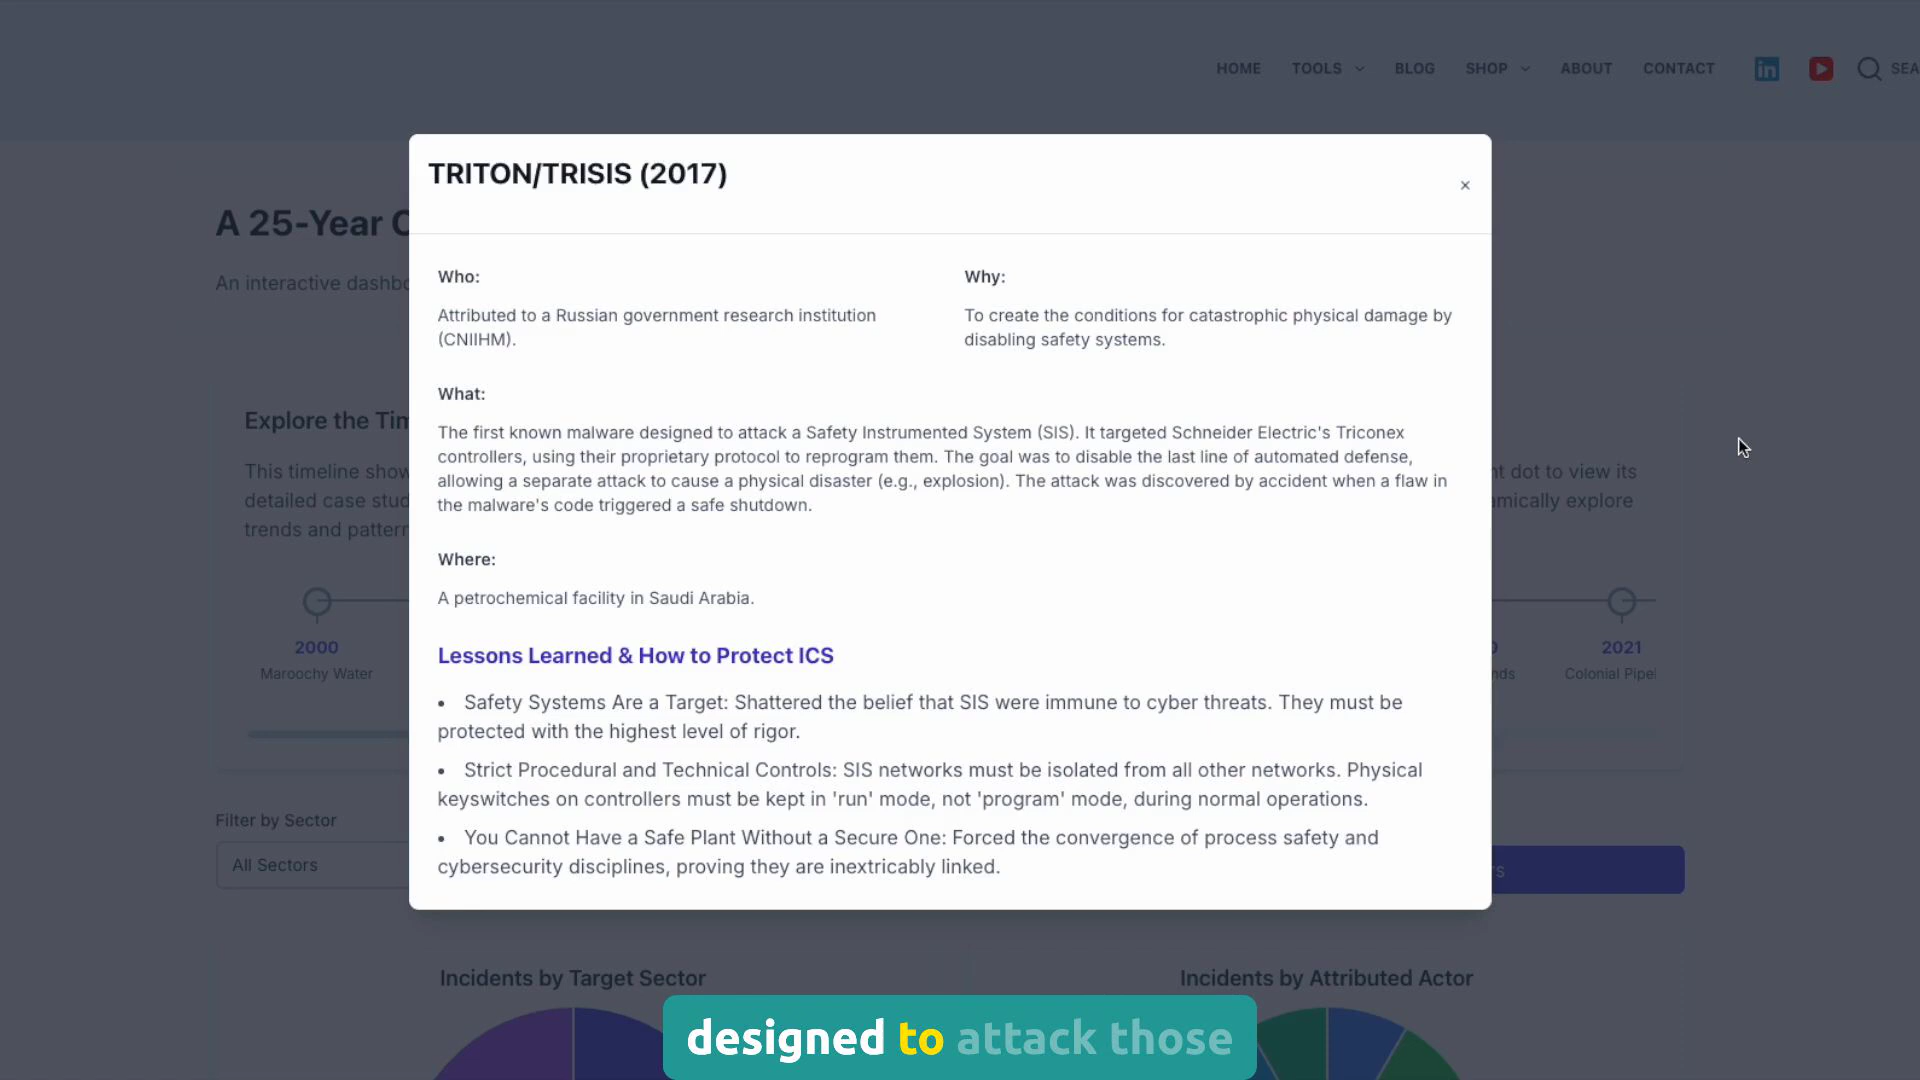 HOME TOOLS BLOG SHOP ABOUT CONTACT SEA
TRITON/TRISIS (2017)
×
A 25-Year C
An interactive dashbo
Who:
Attributed to a Russian government research institution
(CNIIHM).
Why:
To create the conditions for catastrophic physical damage by
disabling safety systems.
What:
The first known malware designed to attack a Safety Instrumented System (SIS). It targeted Schneider Electric's Triconex
controllers, using their proprietary protocol to reprogram them. The goal was to disable the last line of automated defense,
allowing a separate attack to cause a physical disaster (e.g., explosion). The attack was discovered by accident when a flaw in
the malware's code triggered a safe shutdown.
Where:
A petrochemical facility in Saudi Arabia.
Lessons Learned & How to Protect ICS
• Safety Systems Are a Target: Shattered the belief that SIS were immune to cyber threats. They must be
protected with the highest level of rigor.
• Strict Procedural and Technical Controls: SIS networks must be isolated from all other networks. Physical
keyswitches on controllers must be kept in 'run' mode, not 'program' mode, during normal operations.
• You Cannot Have a Safe Plant Without a Secure One: Forced the convergence of process safety and
cybersecurity disciplines, proving they are inextricably linked.
Explore the Tim
This timeline show
detailed case stud
trends and pattern
nt dot to view its
amically explore
2000
Maroochy Water
0
nds
2021
Colonial Pipel
Filter by Sector
All Sectors
rs
Incidents by Target Sector
Incidents by Attributed Actor
designed to attack those